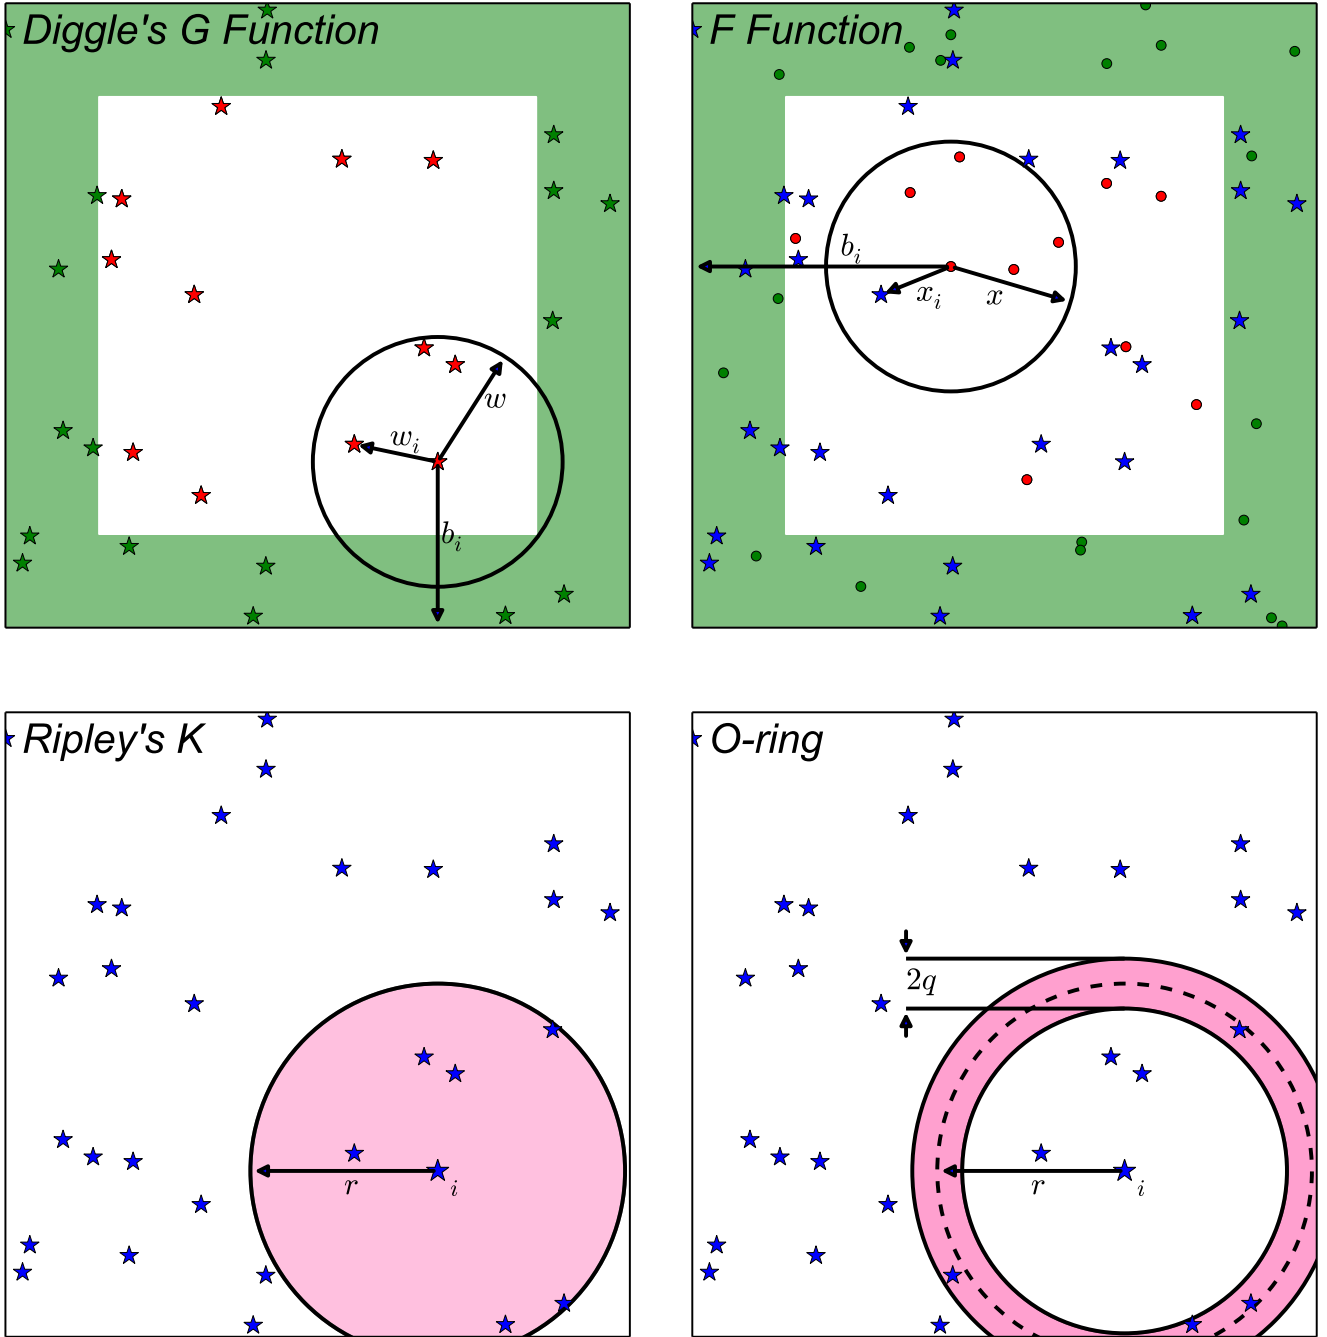 Diggle's G Function
w
w_i
b_i
F Function
b_i
x_i
x
Ripley's K
r
i
O-ring
2q
r
i